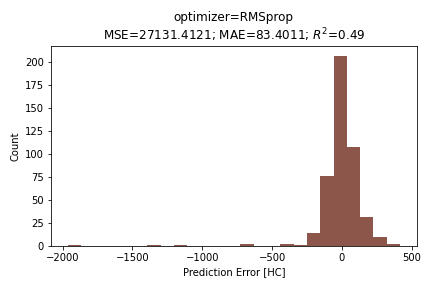 optimizer=RMSprop
MSE=27131.4121; MAE=83.4011; R²=0.49
200
175
150
125
100
75
50
25
0
Count
−2000 −1500 −1000 −500 0 500
Prediction Error [HC]